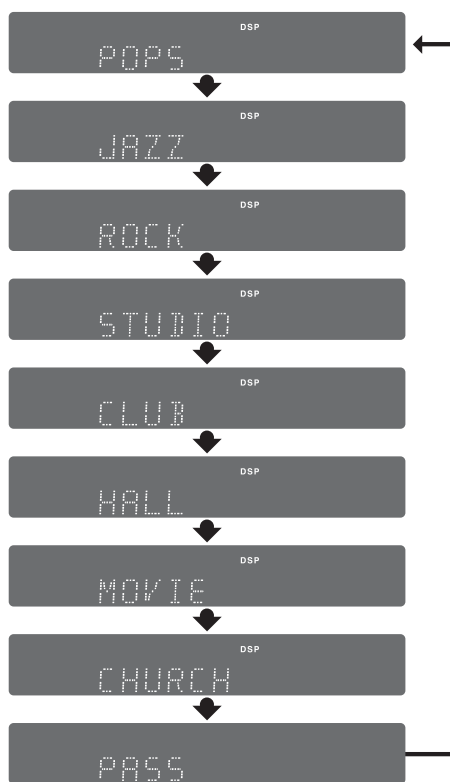 DSP
POPS
DSP
JAZZ
DSP
ROCK
DSP
STUDIO
DSP
CLUB
DSP
HALL
DSP
MOVIE
DSP
CHURCH
PASS